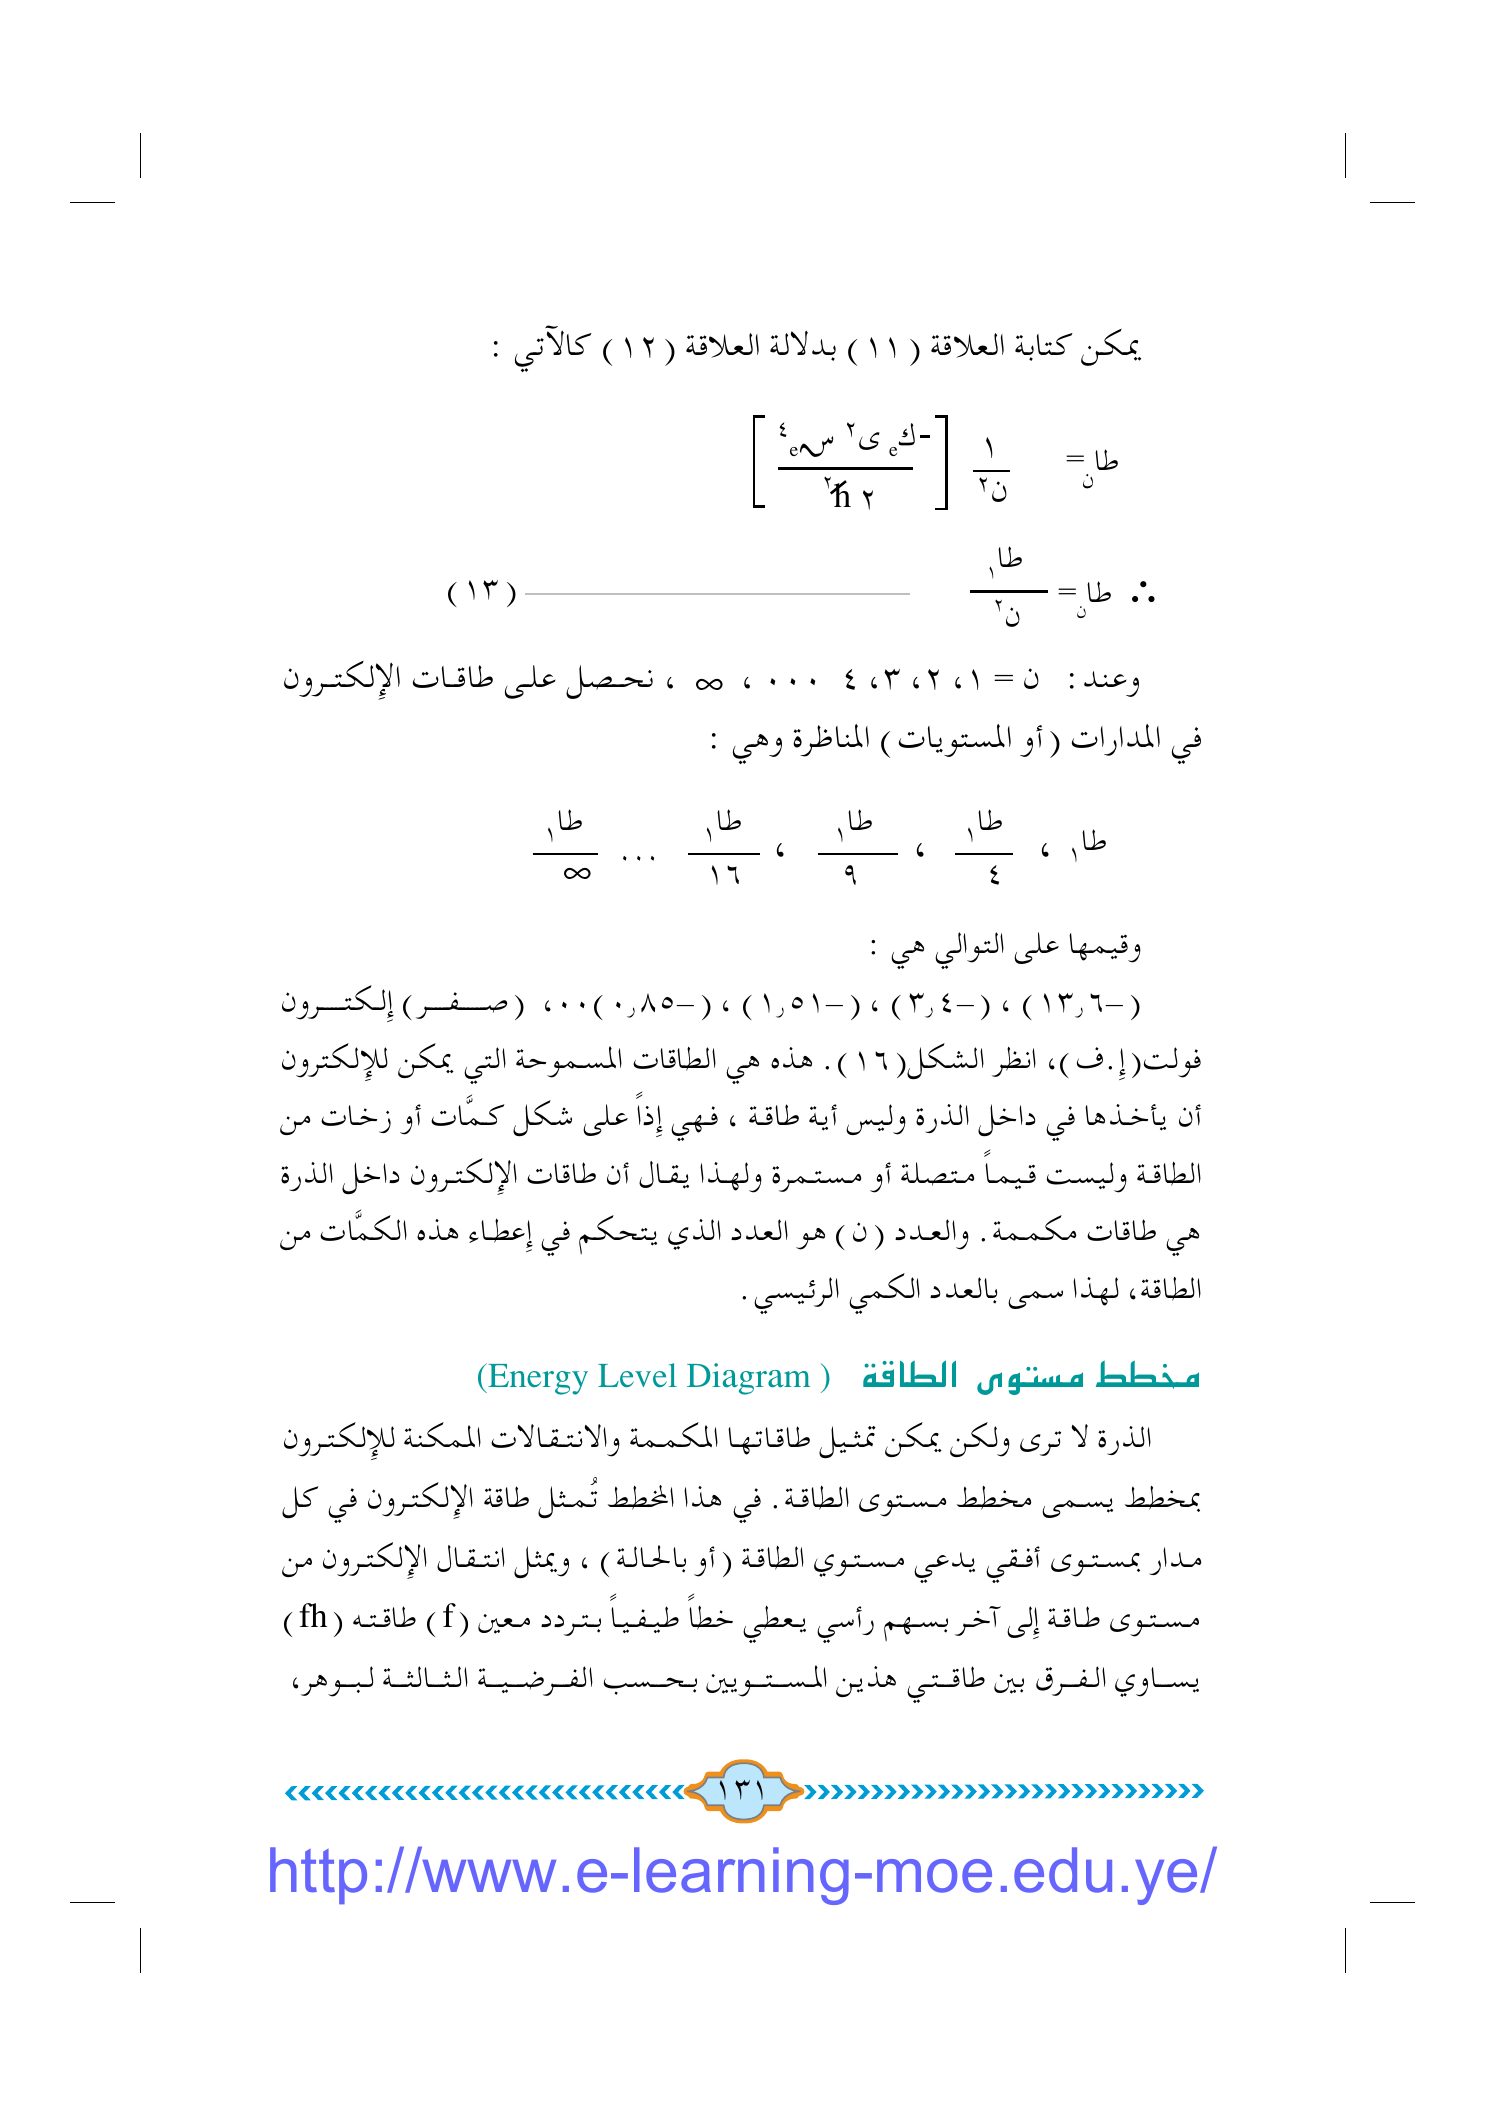 يمكن كتابة العلاقة (١١) بدلالة العلاقة (١٢) كالآتي :
طان = ١/ن٢ [-كe ى٢ سe٤ / ٢ ħ٢]
∴ طان = طا١/ن٢ (١٣)
وعند : ن = ١، ٢، ٣، ٤ ٠٠٠ ، ∞ ، نحصل على طاقات الإلكترون
في المدارات (أو المستويات) المناظرة وهي :
طا١ ، طا١/٤ ، طا١/٩ ، طا١/١٦ ... طا١/∞
وقيمها على التوالي هي :
(–١٣٫٦) ، (–٣٫٤) ، (–١٫٥١) ، (–٠٫٨٥)٠٠، (صفر) إلكترون
فولت(إ.ف)، انظر الشكل(١٦). هذه هي الطاقات المسموحة التي يمكن للإلكترون
أن يأخذها في داخل الذرة وليس أية طاقة ، فهي إذاً على شكل كمَّات أو زخات من
الطاقة وليست قيماً متصلة أو مستمرة ولهذا يقال أن طاقات الإلكترون داخل الذرة
هي طاقات مكممة. والعدد (ن) هو العدد الذي يتحكم في إعطاء هذه الكمَّات من
الطاقة، لهذا سمى بالعدد الكمي الرئيسي.
مخطط مستوى الطاقة (Energy Level Diagram )
الذرة لا ترى ولكن يمكن تمثيل طاقاتها المكممة والانتقالات الممكنة للإلكترون
بمخطط يسمى مخطط مستوى الطاقة. في هذا المخطط تُمثل طاقة الإلكترون في كل
مدار بمستوى أفقي يدعي مستوي الطاقة (أو بالحالة) ، ويمثل انتقال الإلكترون من
مستوى طاقة إلى آخر بسهم رأسي يعطي خطاً طيفياً بتردد معين (f) طاقته (fh)
يساوي الفرق بين طاقتي هذين المستويين بحسب الفرضية الثالثة لبوهر،
١٣١
http://www.e-learning-moe.edu.ye/